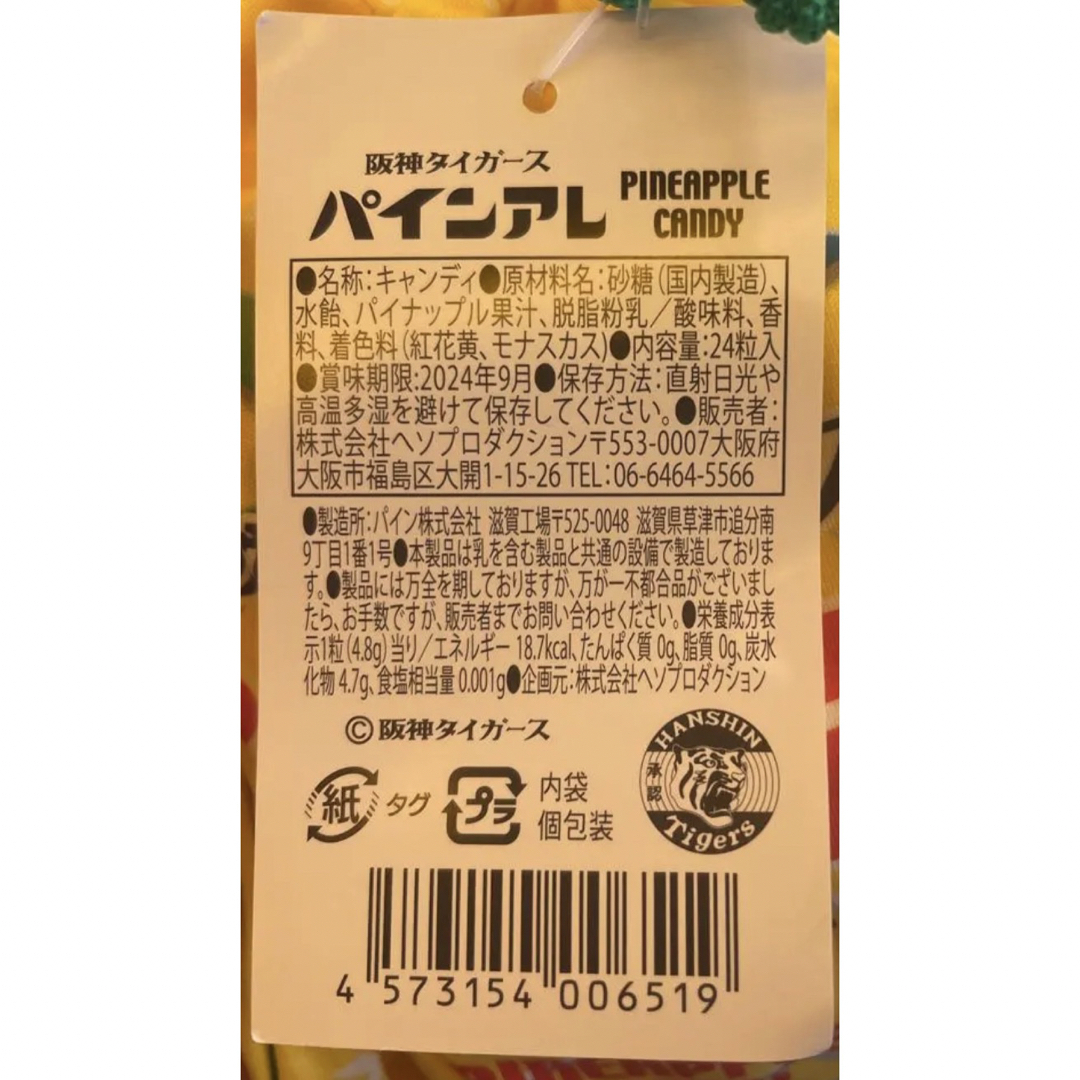 阪神タイガース
パインアレ
PINEAPPLE
CANDY
●名称：キャンディ●原材料名：砂糖（国内製造）、
水飴、パイナップル果汁、脱脂粉乳／酸味料、香
料、着色料（紅花黄、モナスカス）●内容量：24粒入
●賞味期限：2024年9月●保存方法：直射日光や
高温多湿を避けて保存してください。●販売者：
株式会社ヘソプロダクション〒553-0007大阪府
大阪市福島区大開1-15-26 TEL：06-6464-5566
●製造所：パイン株式会社 滋賀工場〒525-0048 滋賀県草津市追分南
9丁目1番1号●本製品は乳を含む製品と共通の設備で製造しておりま
す。●製品には万全を期しておりますが、万が一不都合品がございまし
たら、お手数ですが、販売者までお問い合わせください。●栄養成分表
示1粒（4.8g）当り／エネルギー 18.7kcal、たんぱく質 0g、脂質 0g、炭水
化物 4.7g、食塩相当量 0.001g●企画元：株式会社ヘソプロダクション
©阪神タイガース
HANSHIN
承認
Tigers
紙 タグ
プラ 内袋
個包装
4 573154 006519